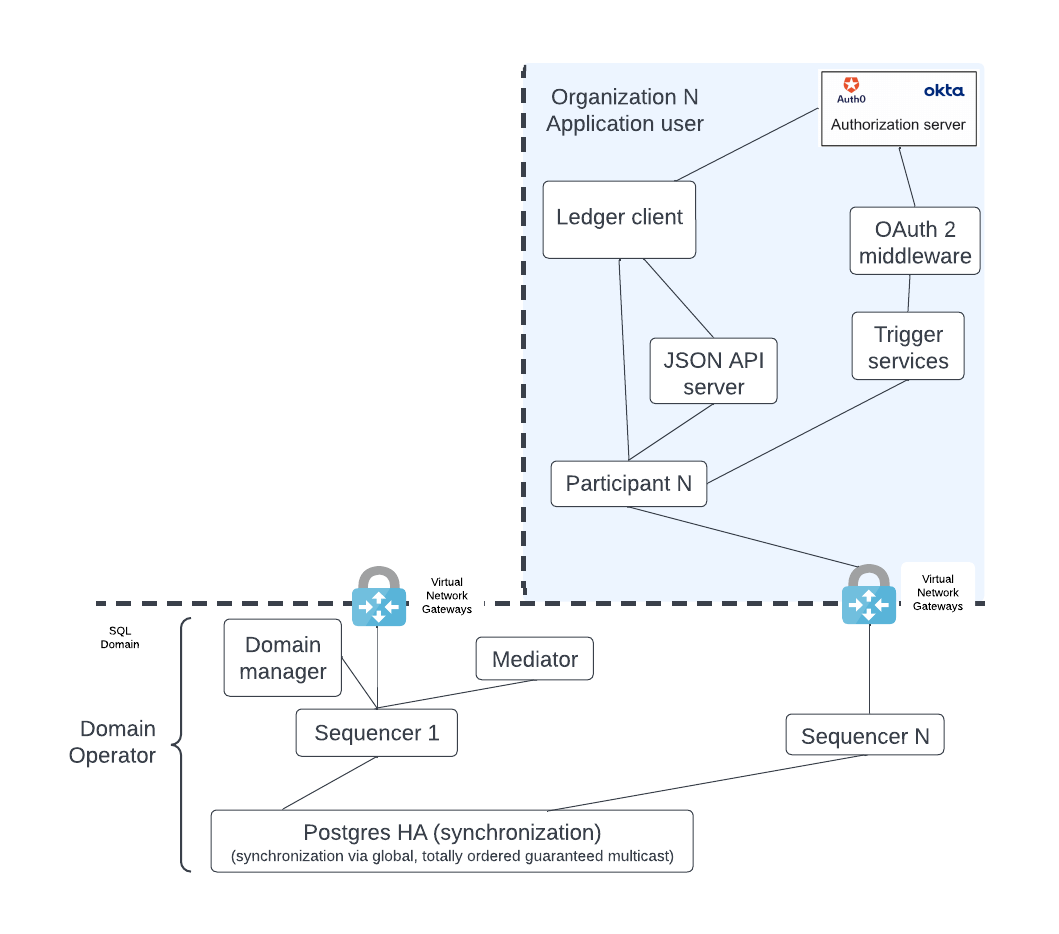 Organization N
Application user
Auth0
okta
Authorization server
Ledger client
OAuth 2
middleware
JSON API
server
Trigger
services
Participant N
Virtual
Network
Gateways
Virtual
Network
Gateways
SQL
Domain
Domain
manager
Mediator
Domain
Operator
Sequencer 1
Sequencer N
Postgres HA (synchronization)
(synchronization via global, totally ordered guaranteed multicast)